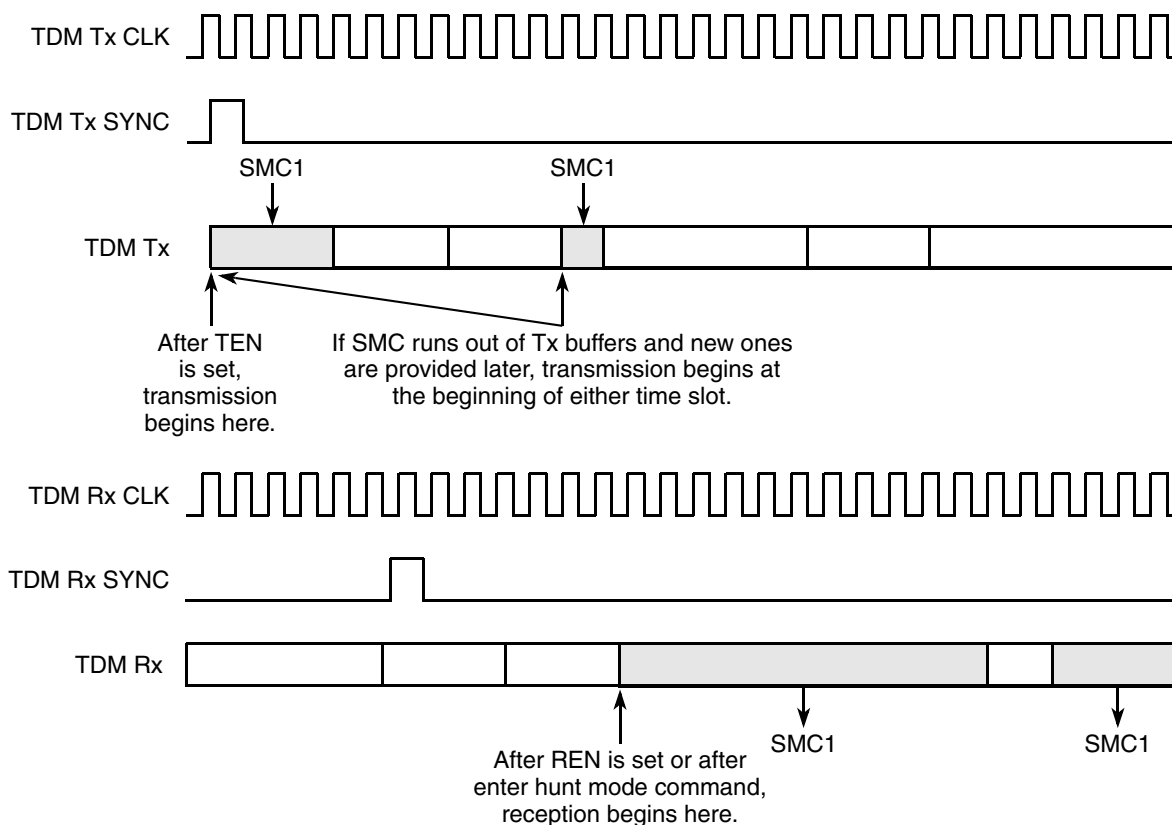 TDM Tx CLK
TDM Tx SYNC
SMC1
SMC1
TDM Tx
After TEN
is set,
transmission
begins here.
If SMC runs out of Tx buffers and new ones
are provided later, transmission begins at
the beginning of either time slot.
TDM Rx CLK
TDM Rx SYNC
TDM Rx
SMC1
SMC1
After REN is set or after
enter hunt mode command,
reception begins here.